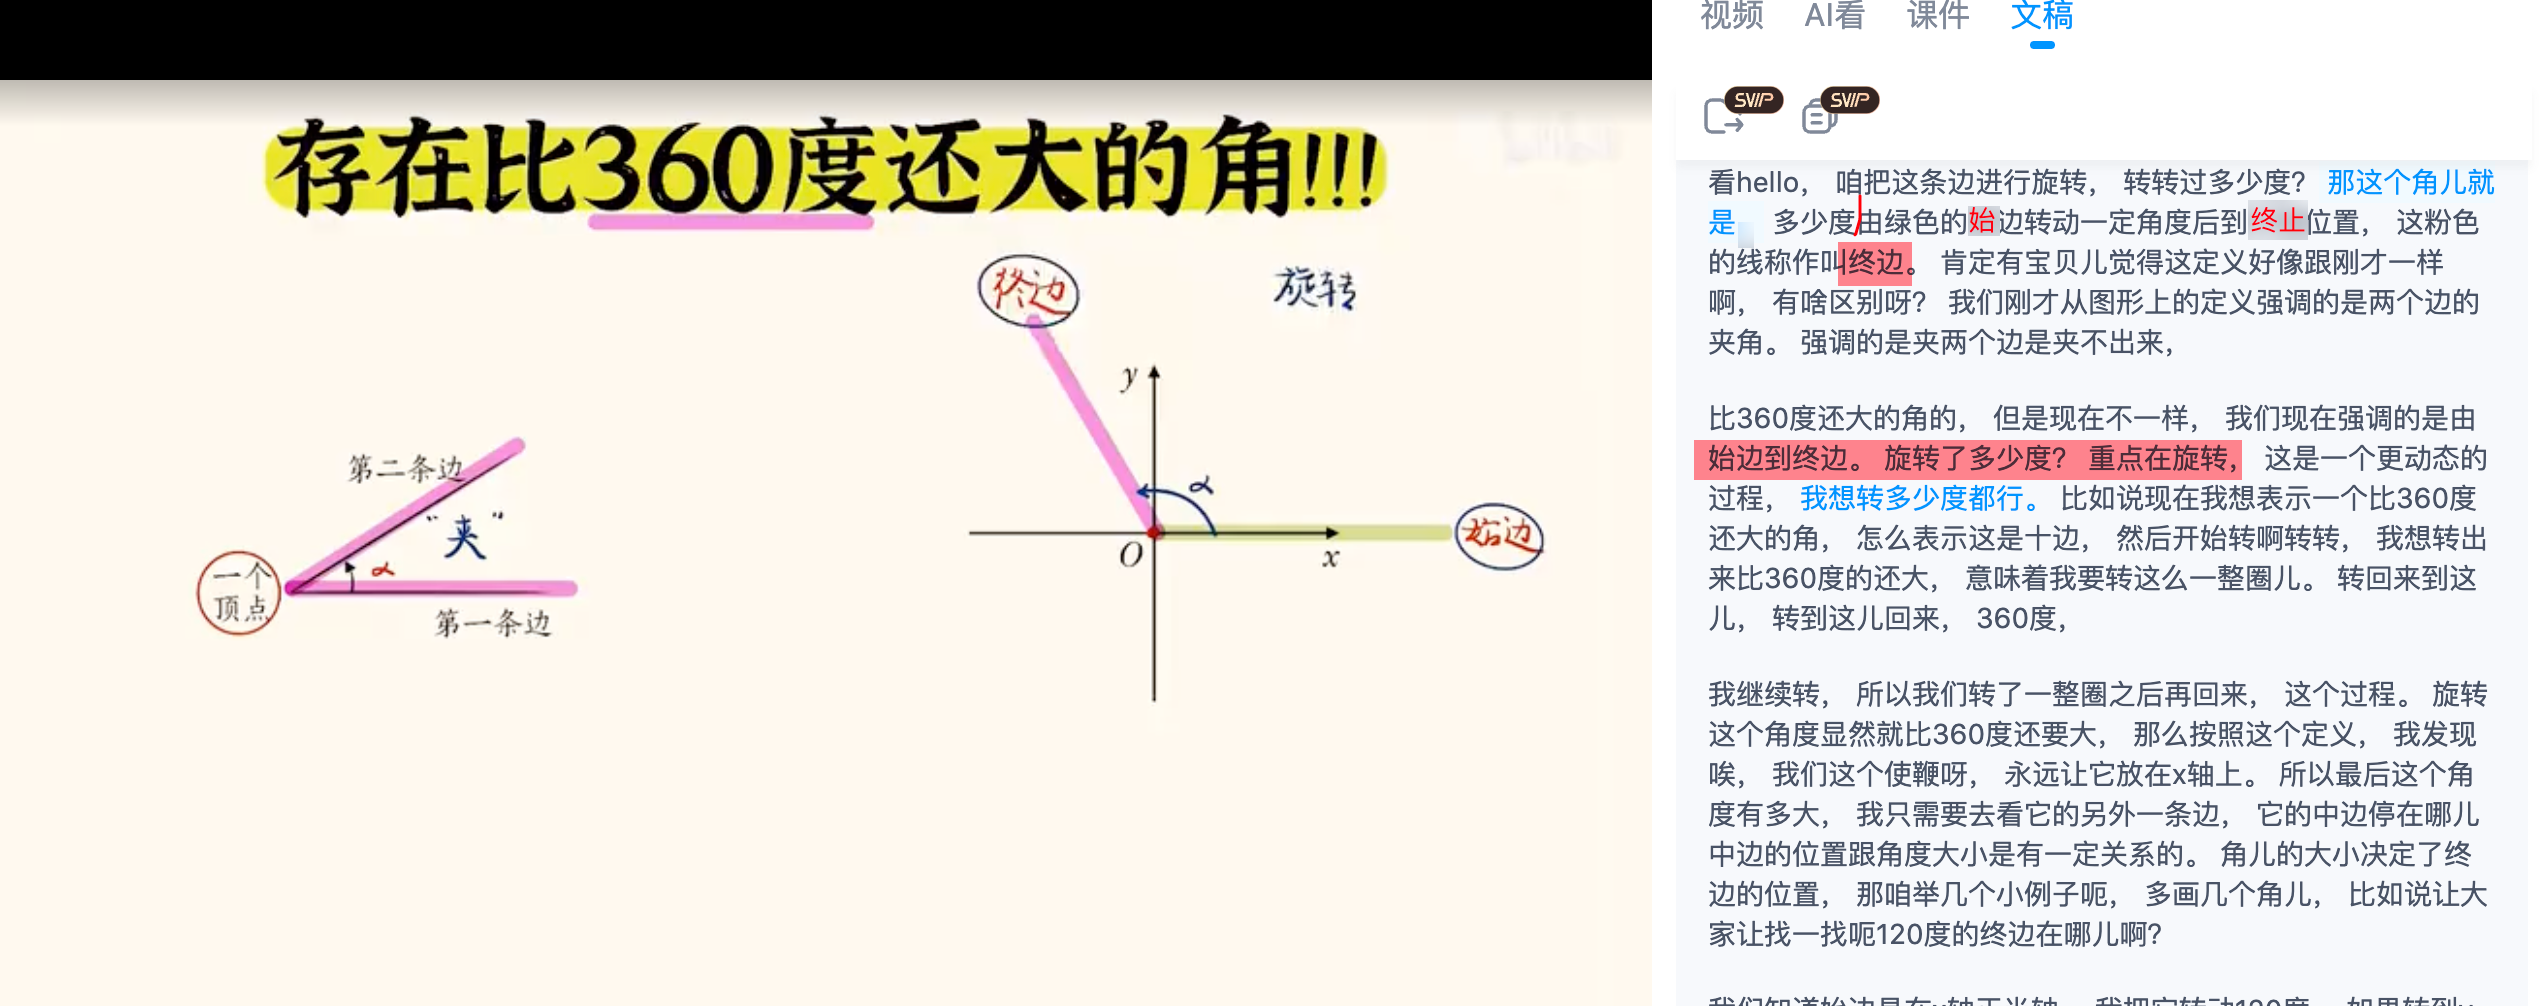 存在比360度还大的角!!!
终边
旋转
y
α
O
x
始边
第二条边
“夹”
α
一个
顶点
第一条边
视频 AI看 课件 文稿
SVIP SVIP
看hello， 咱把这条边进行旋转， 转转过多少度？ 那这个角儿就
是 多少度由绿色的始边转动一定角度后到终止位置， 这粉色
的线称作叫终边。 肯定有宝贝儿觉得这定义好像跟刚才一样
啊， 有啥区别呀？ 我们刚才从图形上的定义强调的是两个边的
夹角。 强调的是夹两个边是夹不出来，
比360度还大的角的， 但是现在不一样， 我们现在强调的是由
始边到终边。 旋转了多少度？ 重点在旋转， 这是一个更动态的
过程， 我想转多少度都行。 比如说现在我想表示一个比360度
还大的角， 怎么表示这是十边， 然后开始转啊转转， 我想转出
来比360度的还大， 意味着我要转这么一整圈儿。 转回来到这
儿， 转到这儿回来， 360度，
我继续转， 所以我们转了一整圈之后再回来， 这个过程。 旋转
这个角度显然就比360度还要大， 那么按照这个定义， 我发现
唉， 我们这个使鞭呀， 永远让它放在x轴上。 所以最后这个角
度有多大， 我只需要去看它的另外一条边， 它的中边停在哪儿
中边的位置跟角度大小是有一定关系的。 角儿的大小决定了终
边的位置， 那咱举几个小例子呃， 多画几个角儿， 比如说让大
家让找一找呃120度的终边在哪儿啊？